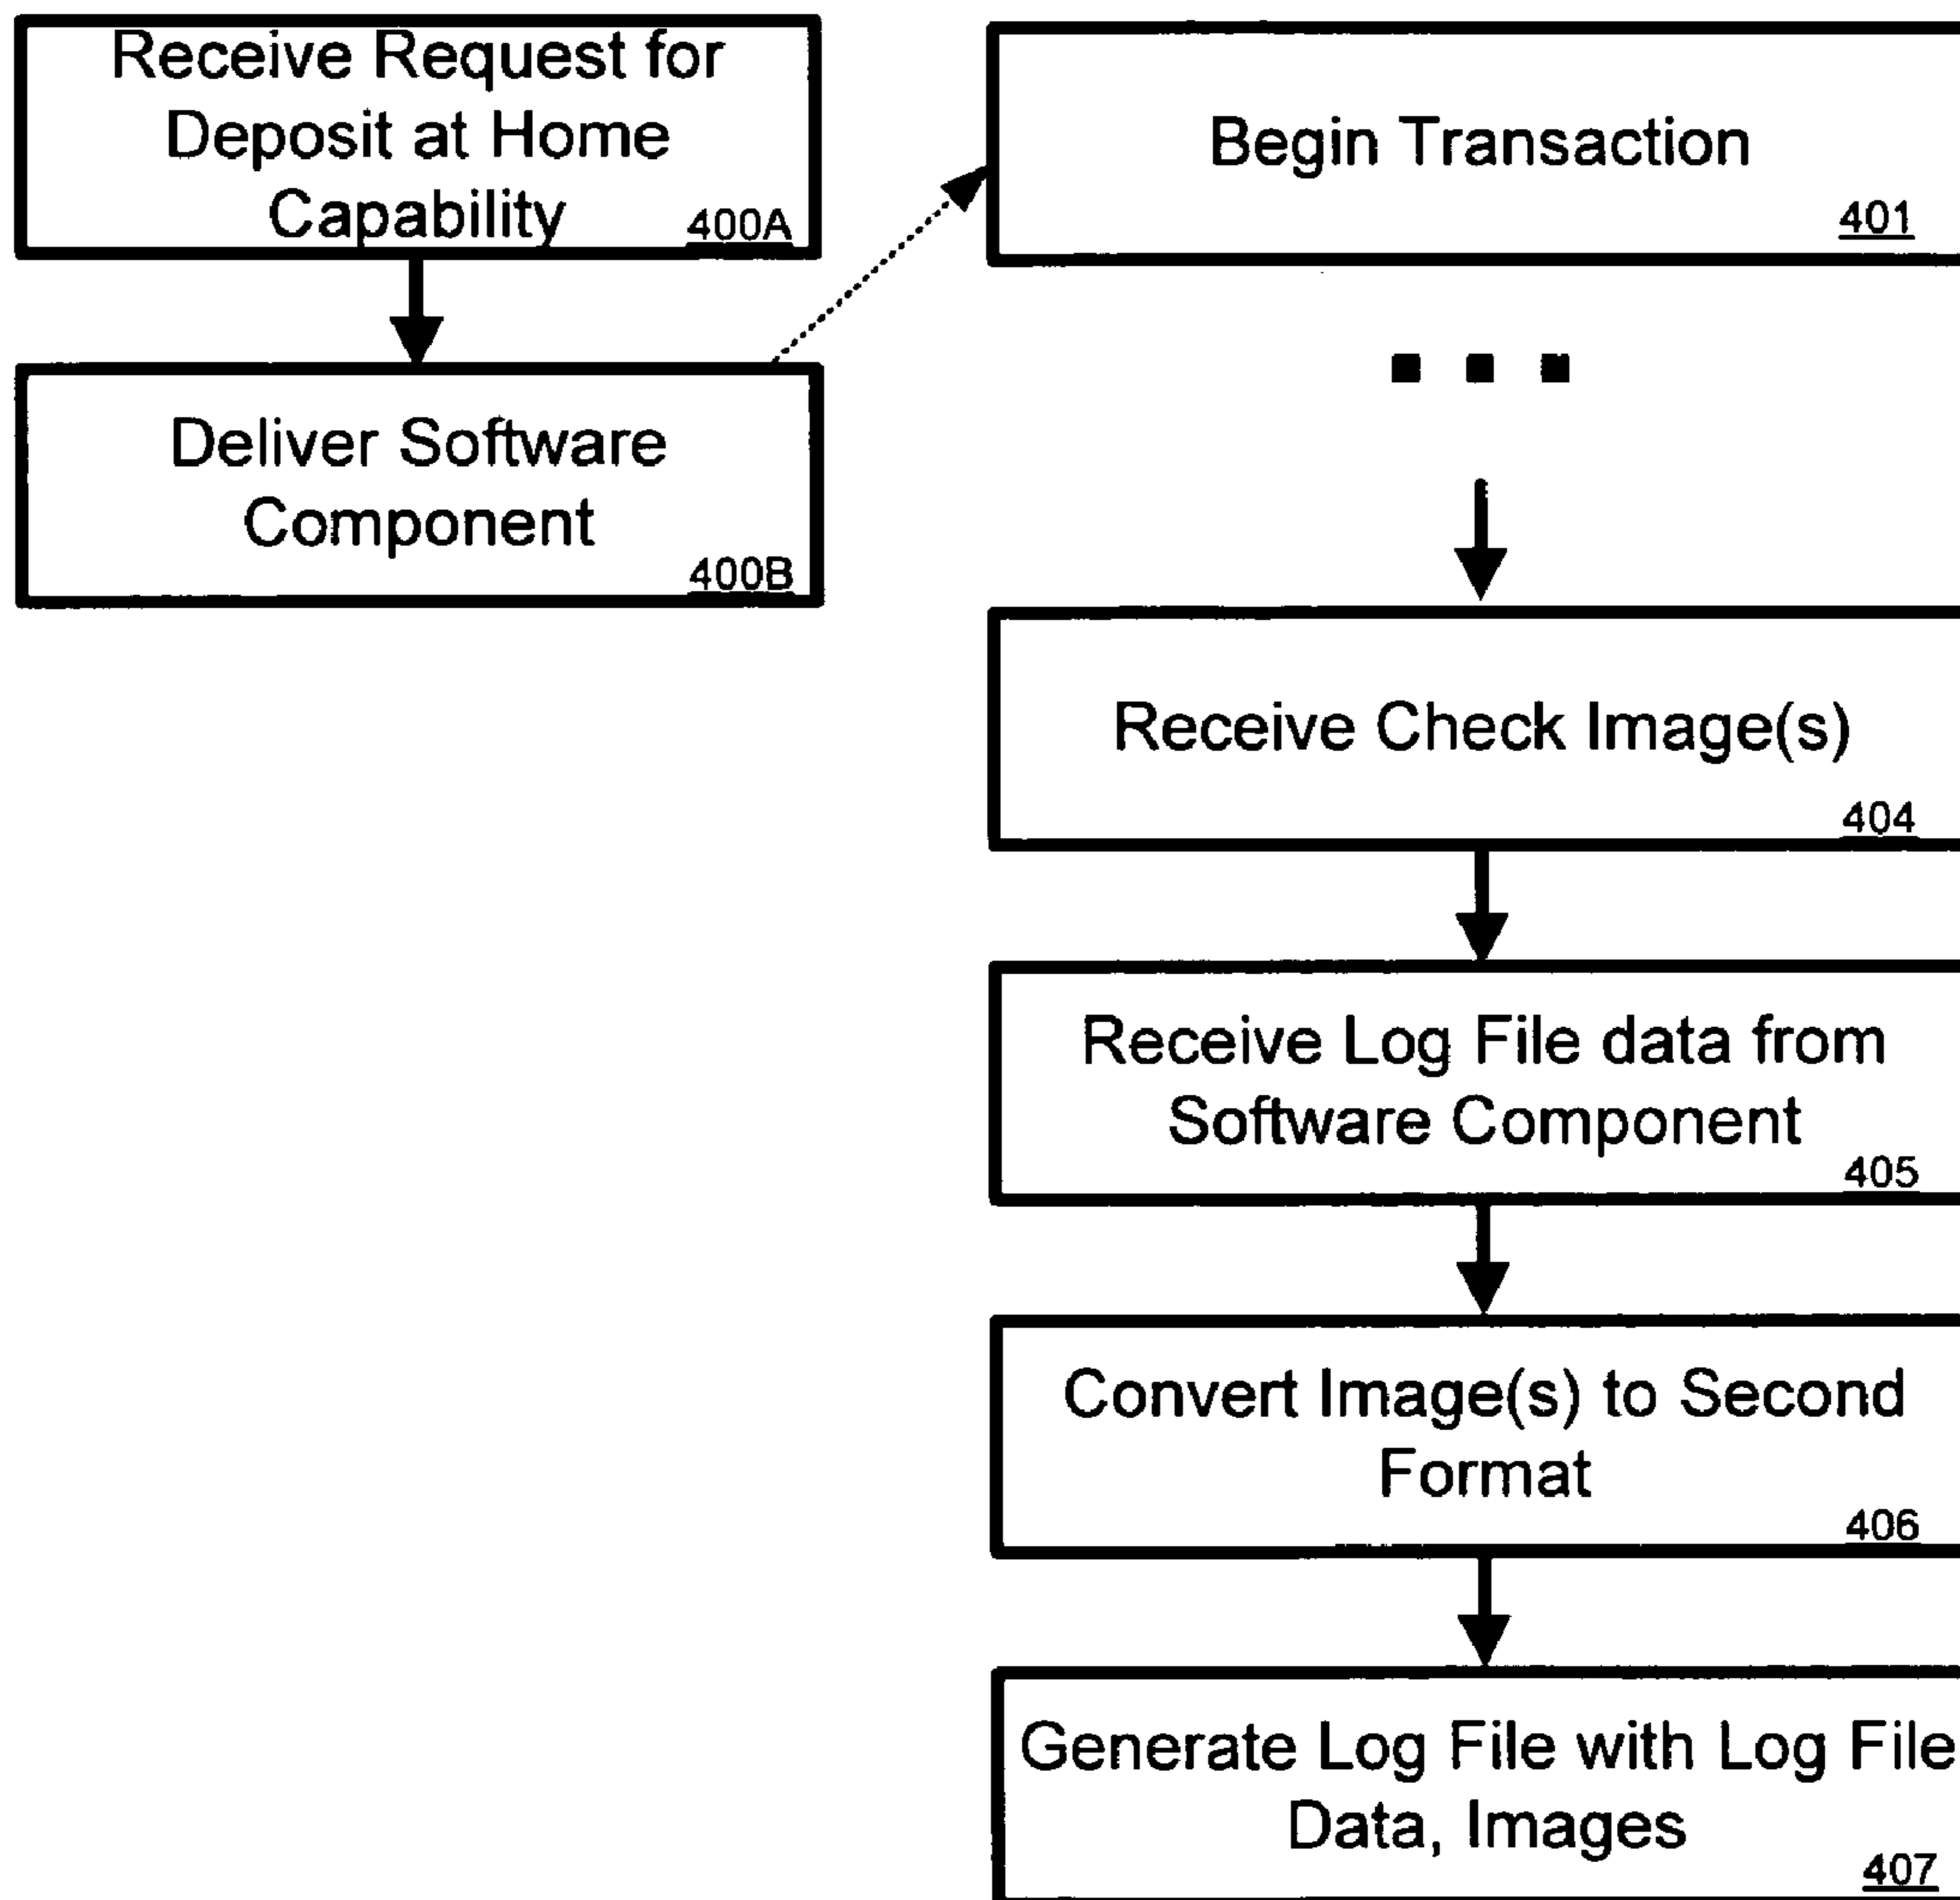 Receive Request for
Deposit at Home
Capability
400A
Deliver Software
Component
400B
Begin Transaction
401
Receive Check Image(s)
404
Receive Log File data from
Software Component
405
Convert Image(s) to Second
Format
406
Generate Log File with Log File
Data, Images
407